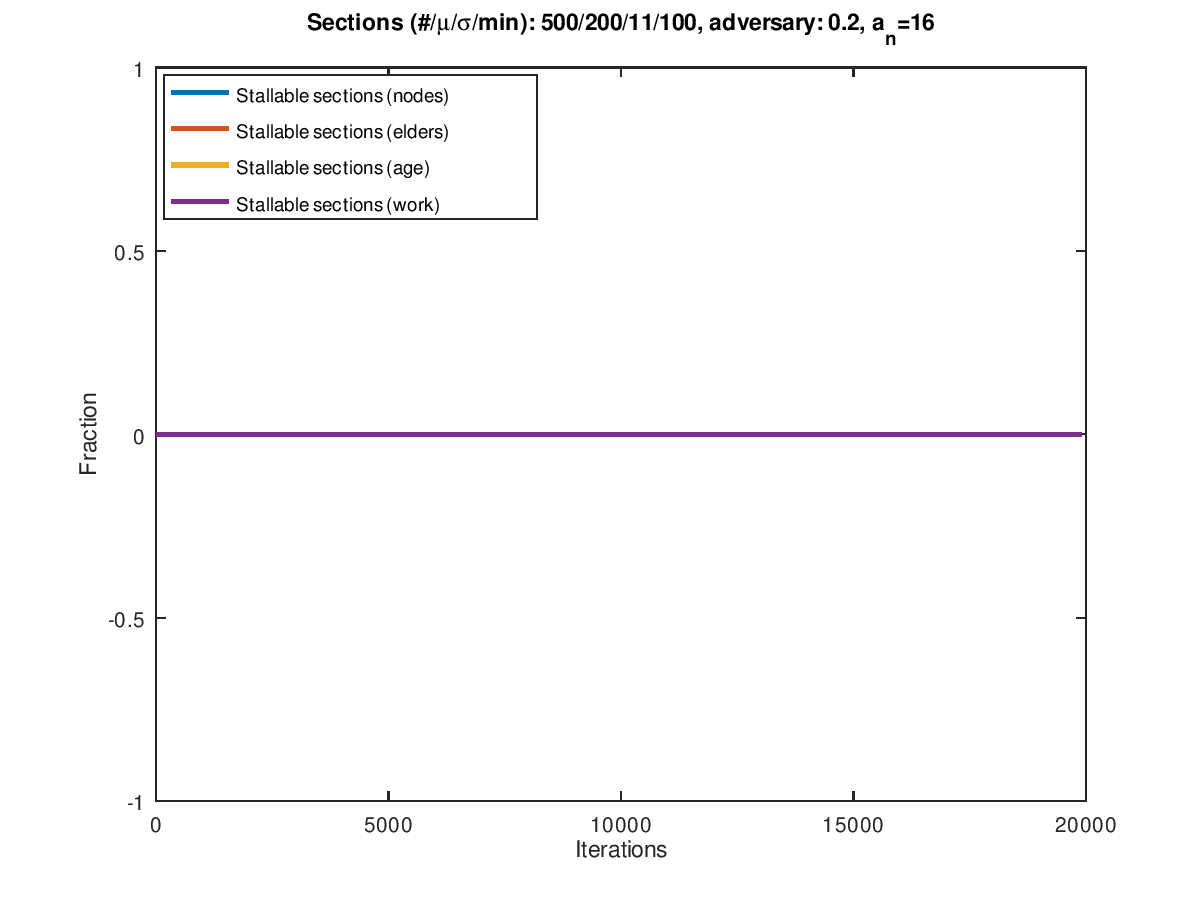 Sections (#/μ/σ/min): 500/200/11/100, adversary: 0.2, a_n=16
1
Stallable sections (nodes)
Stallable sections (elders)
Stallable sections (age)
Stallable sections (work)
0.5
0
-0.5
-1
Fraction
0 5000 10000 15000 20000
Iterations